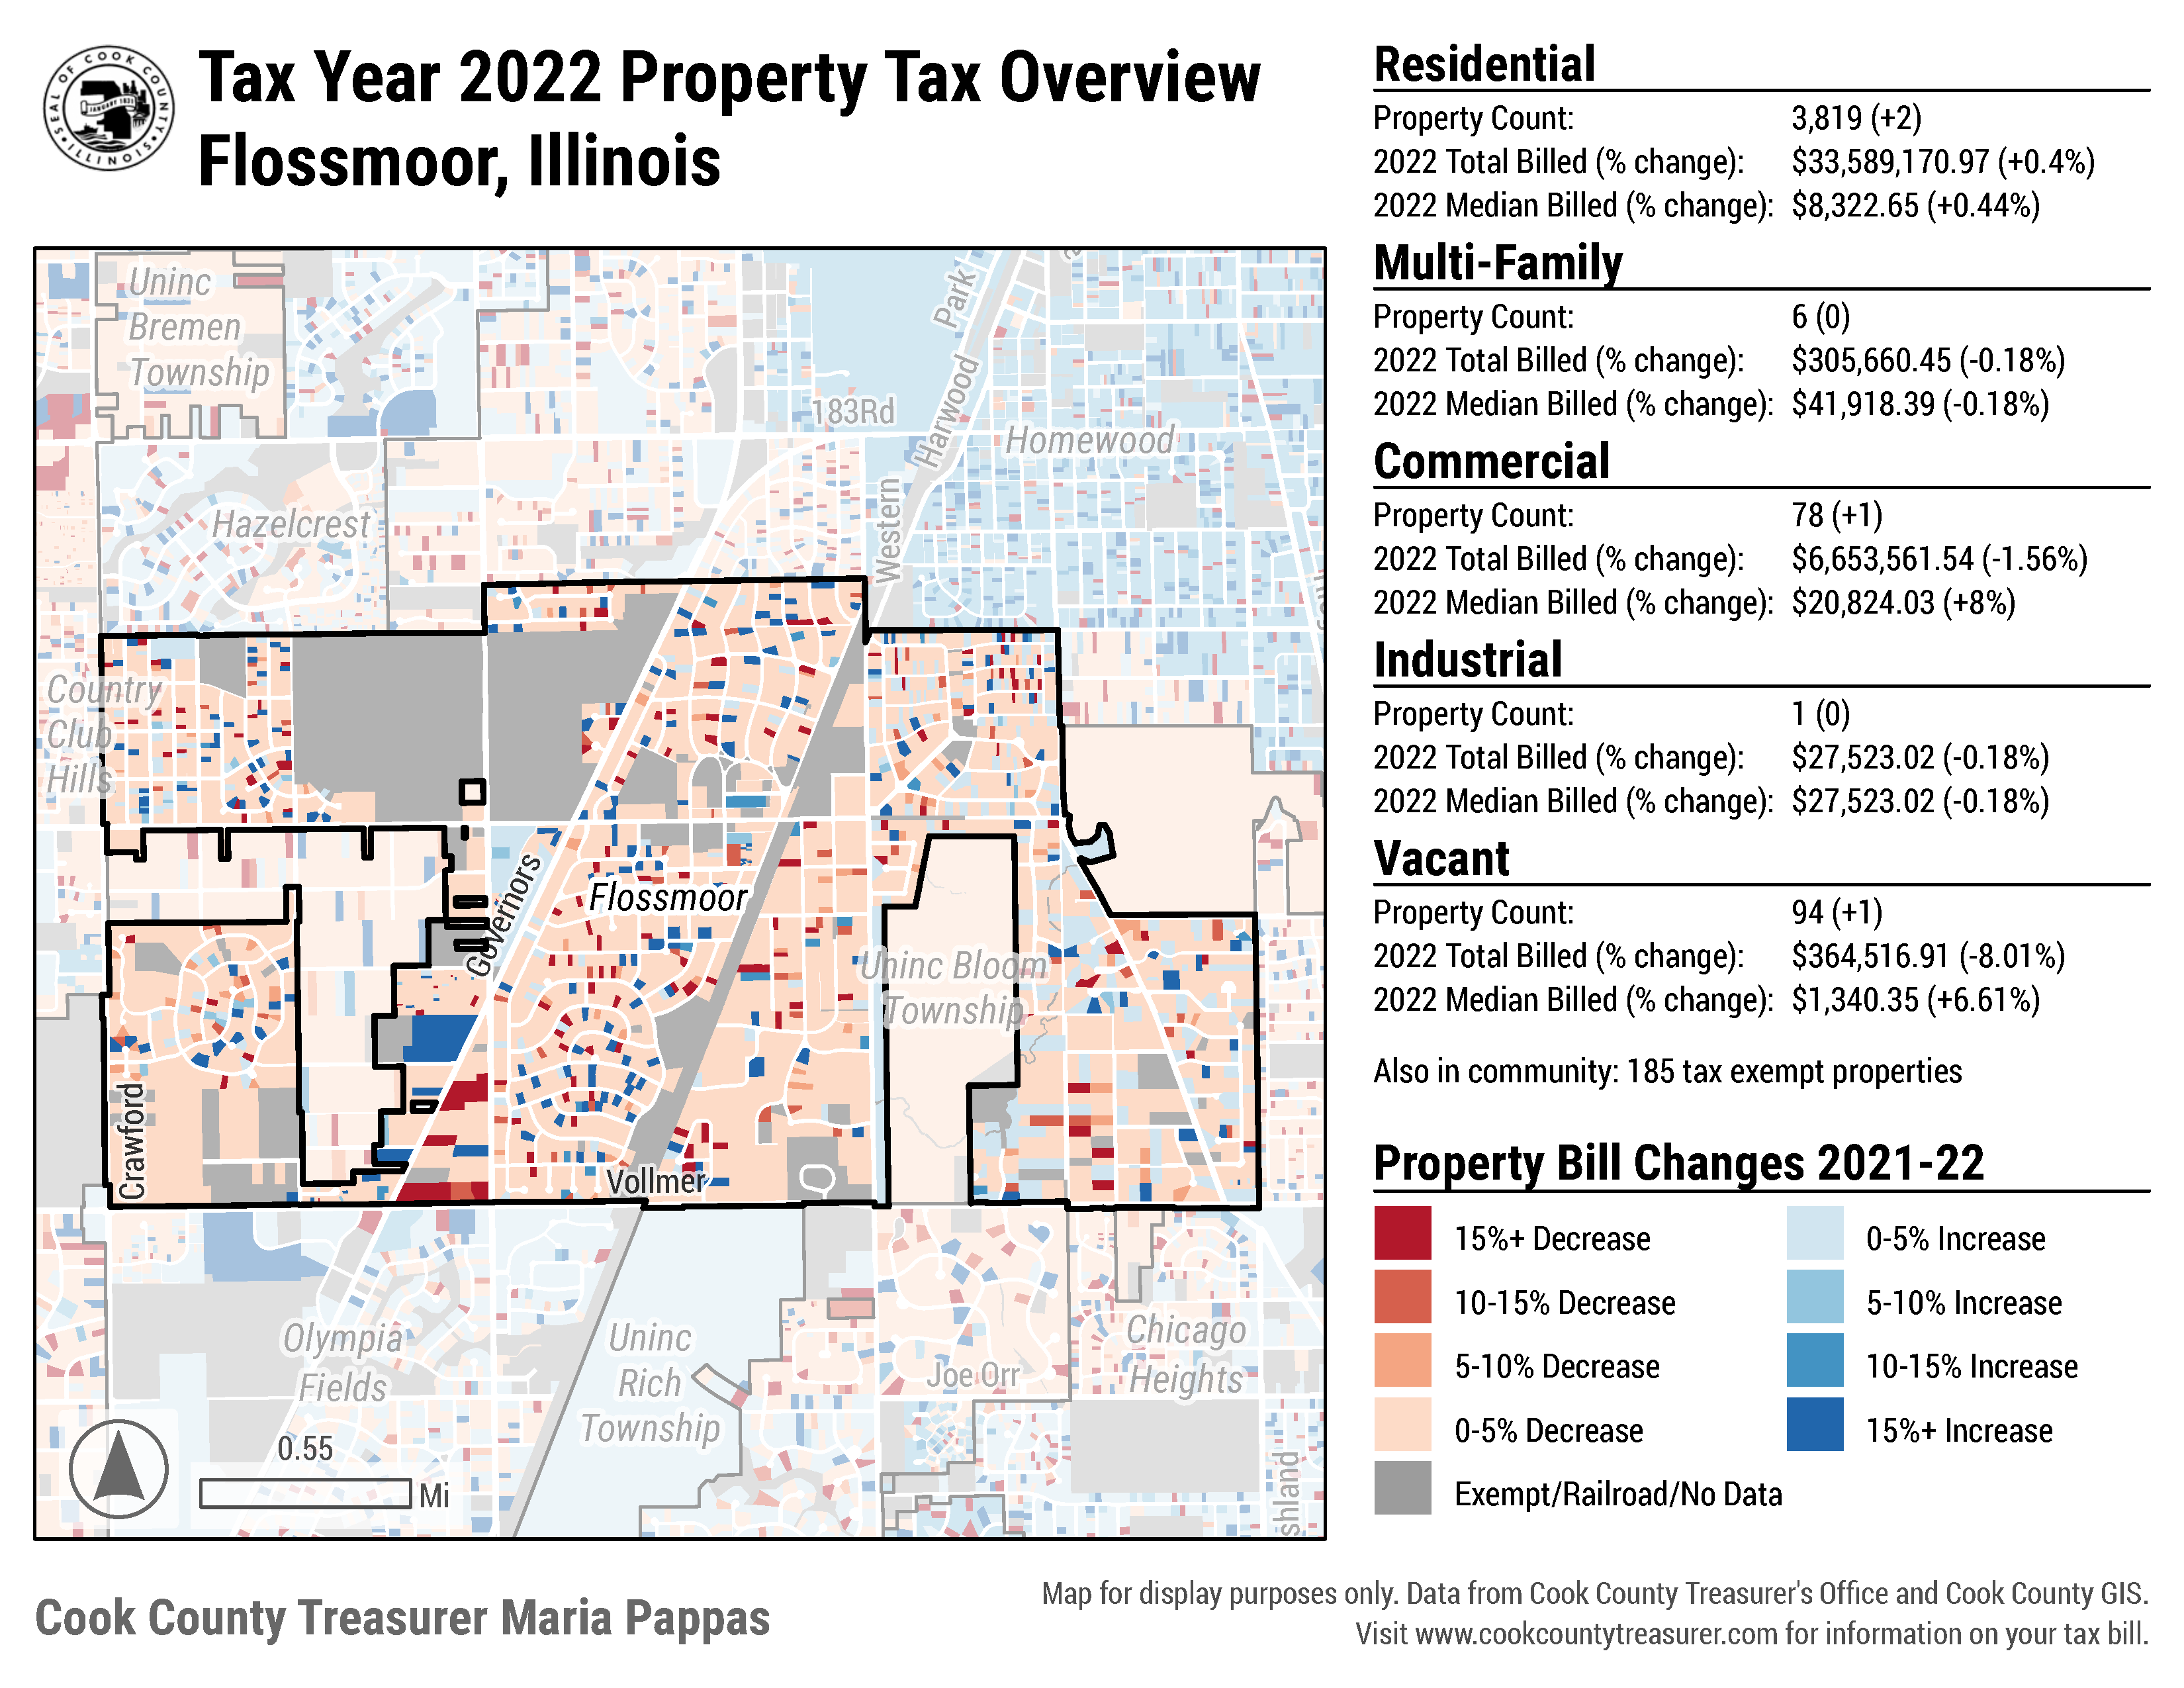 SEAL OF COOK COUNTY
ILLINOIS
JANUARY 1831
Tax Year 2022 Property Tax Overview
Flossmoor, Illinois
Uninc
Bremen
Township
Park
Harwood
183Rd
Homewood
Hazelcrest
Western
Country
Club
Hills
Governors
Flossmoor
Uninc Bloom
Township
Crawford
Vollmer
Olympia
Fields
Uninc
Rich
Township
Joe Orr
Chicago
Heights
shland
0.55
Mi
Residential
Property Count: 3,819 (+2)
2022 Total Billed (% change): $33,589,170.97 (+0.4%)
2022 Median Billed (% change): $8,322.65 (+0.44%)
Multi-Family
Property Count: 6 (0)
2022 Total Billed (% change): $305,660.45 (-0.18%)
2022 Median Billed (% change): $41,918.39 (-0.18%)
Commercial
Property Count: 78 (+1)
2022 Total Billed (% change): $6,653,561.54 (-1.56%)
2022 Median Billed (% change): $20,824.03 (+8%)
Industrial
Property Count: 1 (0)
2022 Total Billed (% change): $27,523.02 (-0.18%)
2022 Median Billed (% change): $27,523.02 (-0.18%)
Vacant
Property Count: 94 (+1)
2022 Total Billed (% change): $364,516.91 (-8.01%)
2022 Median Billed (% change): $1,340.35 (+6.61%)
Also in community: 185 tax exempt properties
Property Bill Changes 2021-22
15%+ Decrease
10-15% Decrease
5-10% Decrease
0-5% Decrease
Exempt/Railroad/No Data
0-5% Increase
5-10% Increase
10-15% Increase
15%+ Increase
Cook County Treasurer Maria Pappas
Map for display purposes only. Data from Cook County Treasurer's Office and Cook County GIS.
Visit www.cookcountytreasurer.com for information on your tax bill.